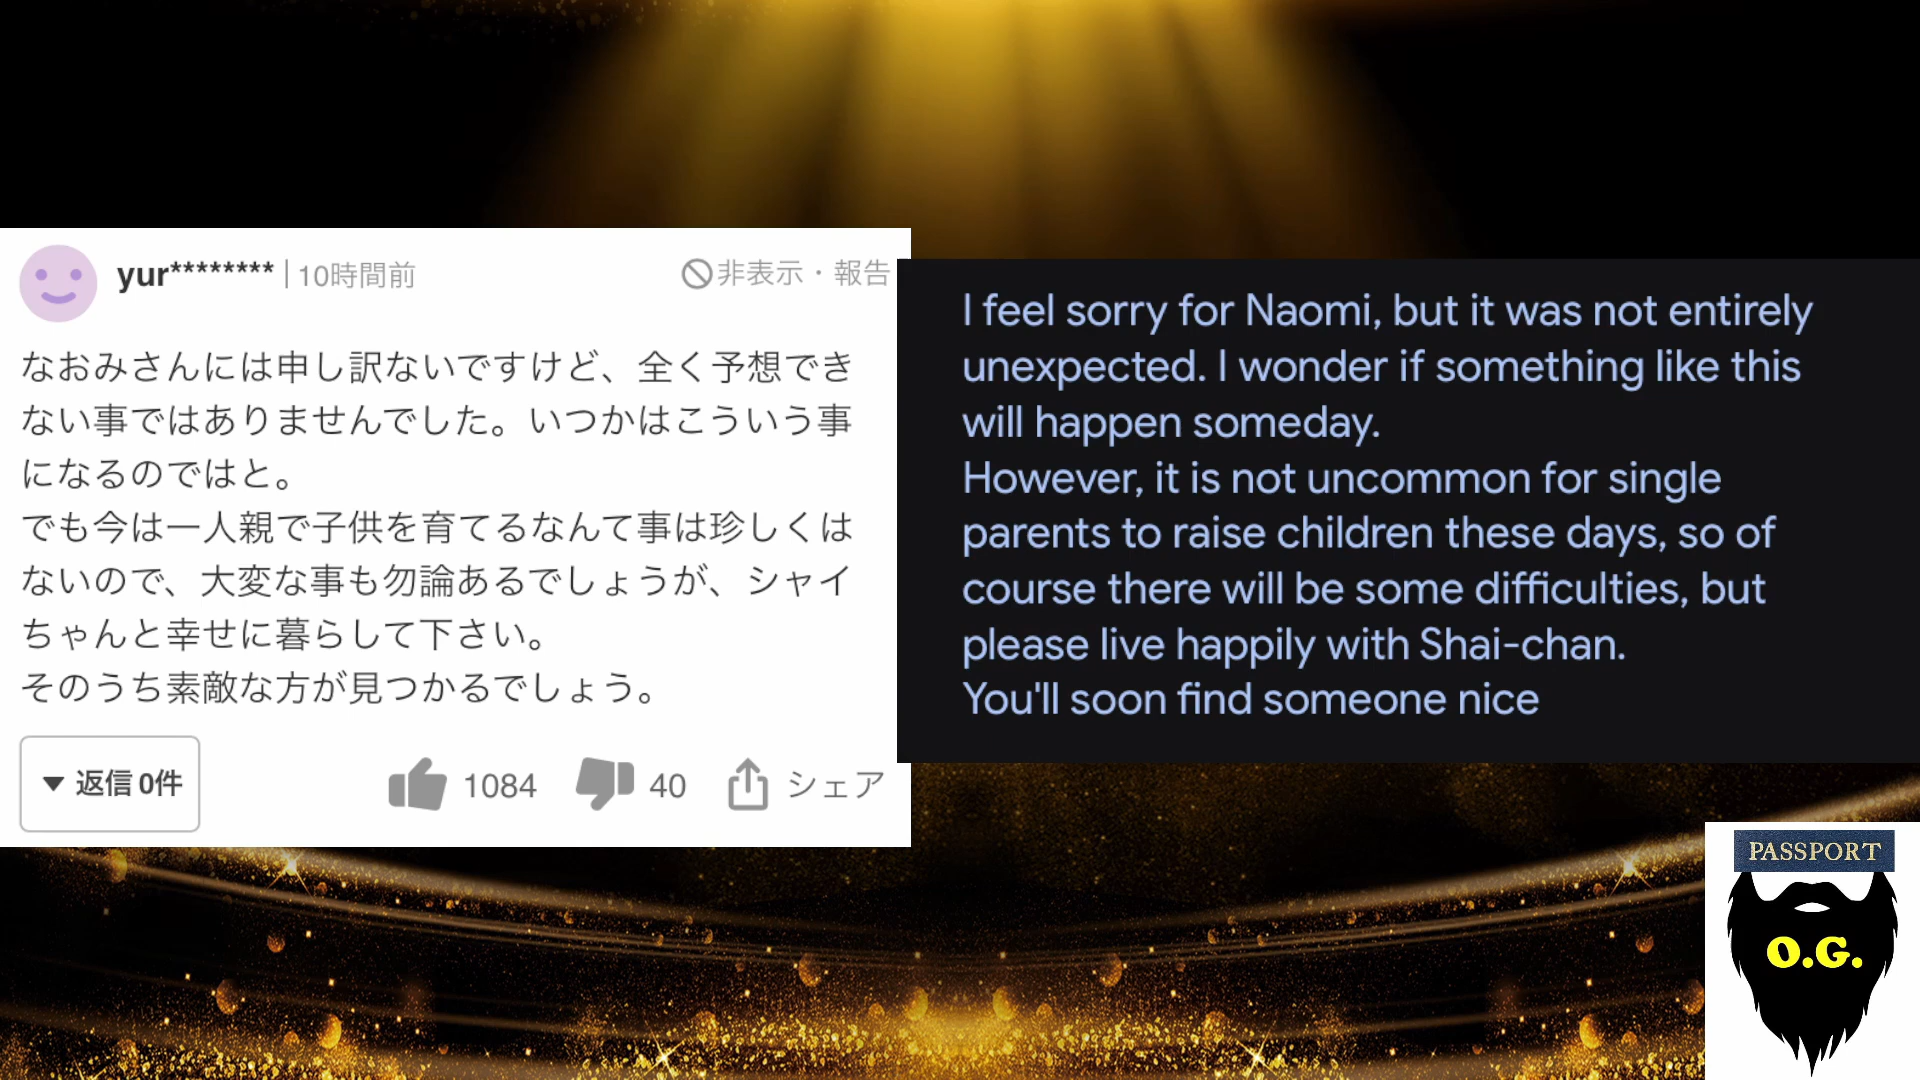 yur******** | 10時間前
非表示・報告
なおみさんには申し訳ないですけど、全く予想でき
ない事ではありませんでした。いつかはこういう事
になるのではと。
でも今は一人親で子供を育てるなんて事は珍しくは
ないので、大変な事も勿論あるでしょうが、シャイ
ちゃんと幸せに暮らして下さい。
そのうち素敵な方が見つかるでしょう。
返信0件
1084
40
シェア
I feel sorry for Naomi, but it was not entirely
unexpected. I wonder if something like this
will happen someday.
However, it is not uncommon for single
parents to raise children these days, so of
course there will be some difficulties, but
please live happily with Shai-chan.
You'll soon find someone nice
PASSPORT
O.G.